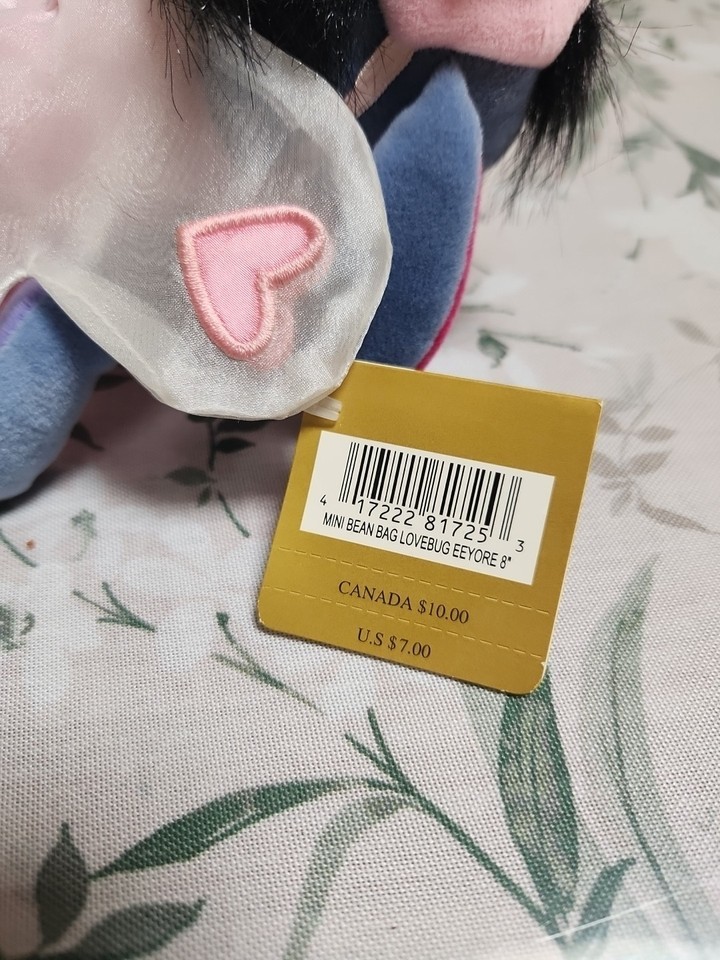 4 17222 81725 3
MINI BEAN BAG LOVEBUG EEYORE 8"
CANADA $10.00
U.S $7.00